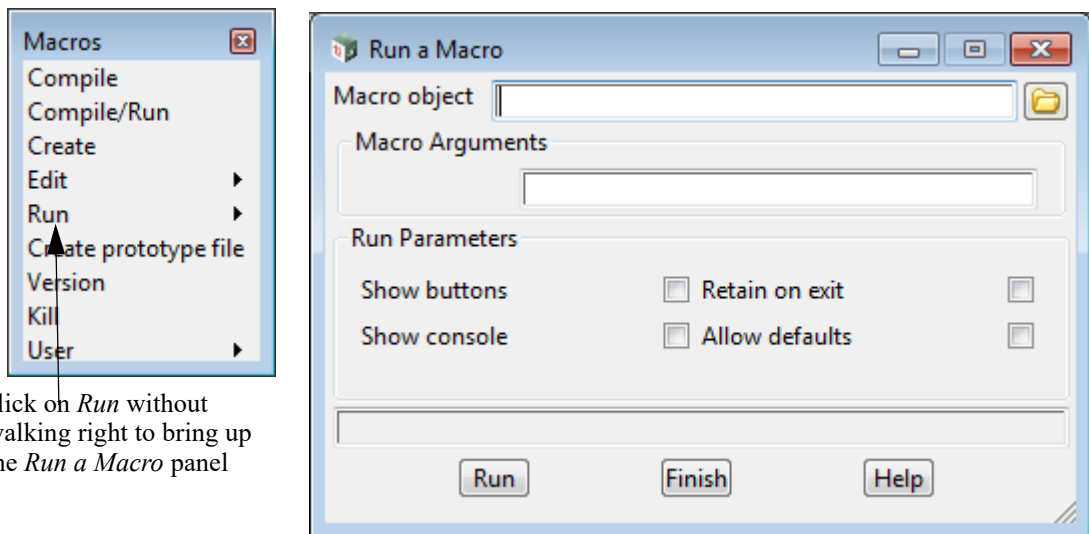 Macros
Compile
Compile/Run
Create
Edit
Run
Create prototype file
Version
Kill
User
lick on Run without
alking right to bring up
e Run a Macro panel
Run a Macro
Macro object
Macro Arguments
Run Parameters
Show buttons
Retain on exit
Show console
Allow defaults
Run
Finish
Help